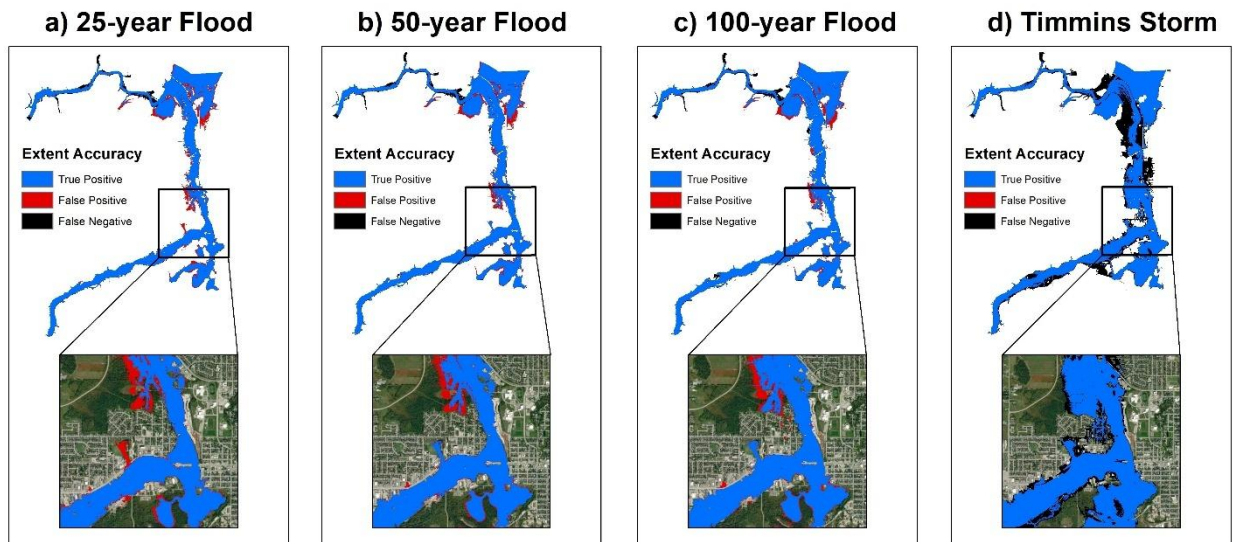 a) 25-year Flood
b) 50-year Flood
c) 100-year Flood
d) Timmins Storm
Extent Accuracy
True Positive
False Positive
False Negative
Extent Accuracy
True Positive
False Positive
False Negative
Extent Accuracy
True Positive
False Positive
False Negative
Extent Accuracy
True Positive
False Positive
False Negative